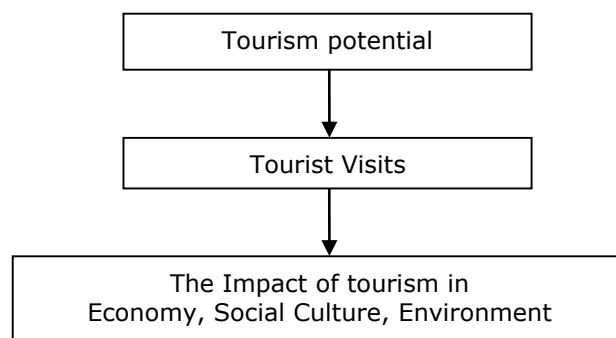 Tourism potential
Tourist Visits
The Impact of tourism in
Economy, Social Culture, Environment